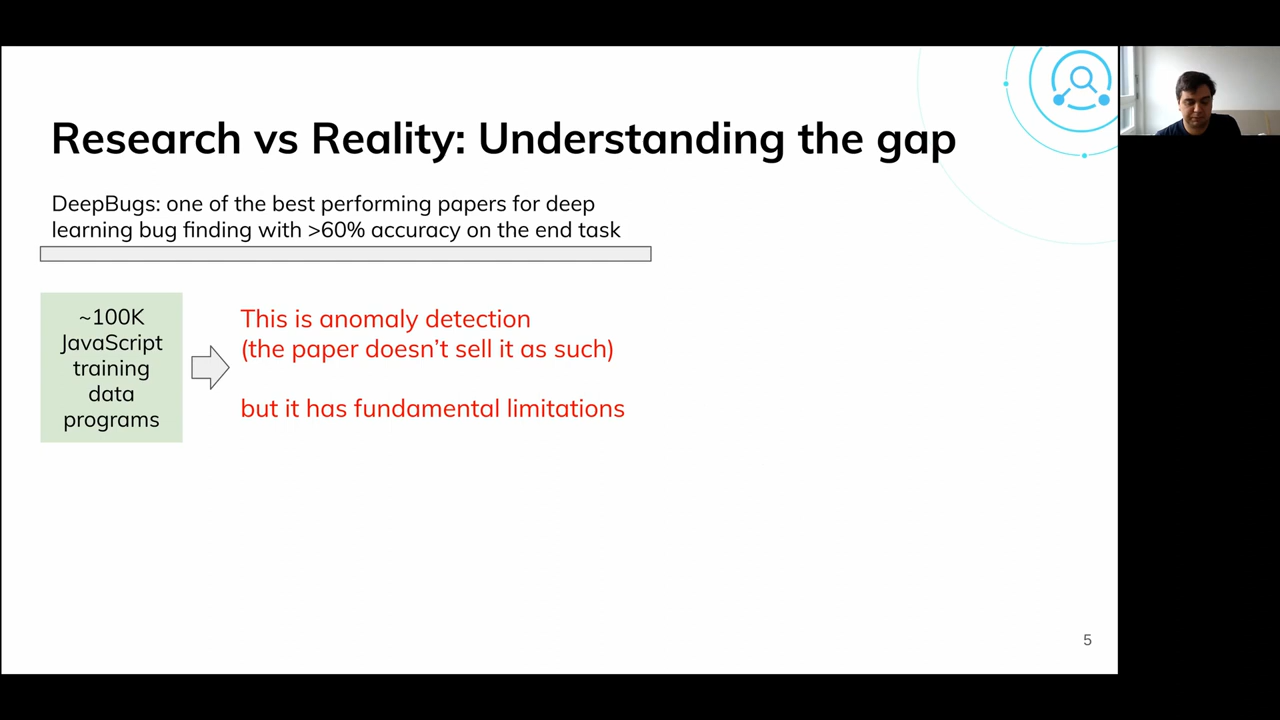 Research vs Reality: Understanding the gap
DeepBugs: one of the best performing papers for deep
learning bug finding with >60% accuracy on the end task
~100K
JavaScript
training
data
programs
This is anomaly detection
(the paper doesn’t sell it as such)
but it has fundamental limitations
5